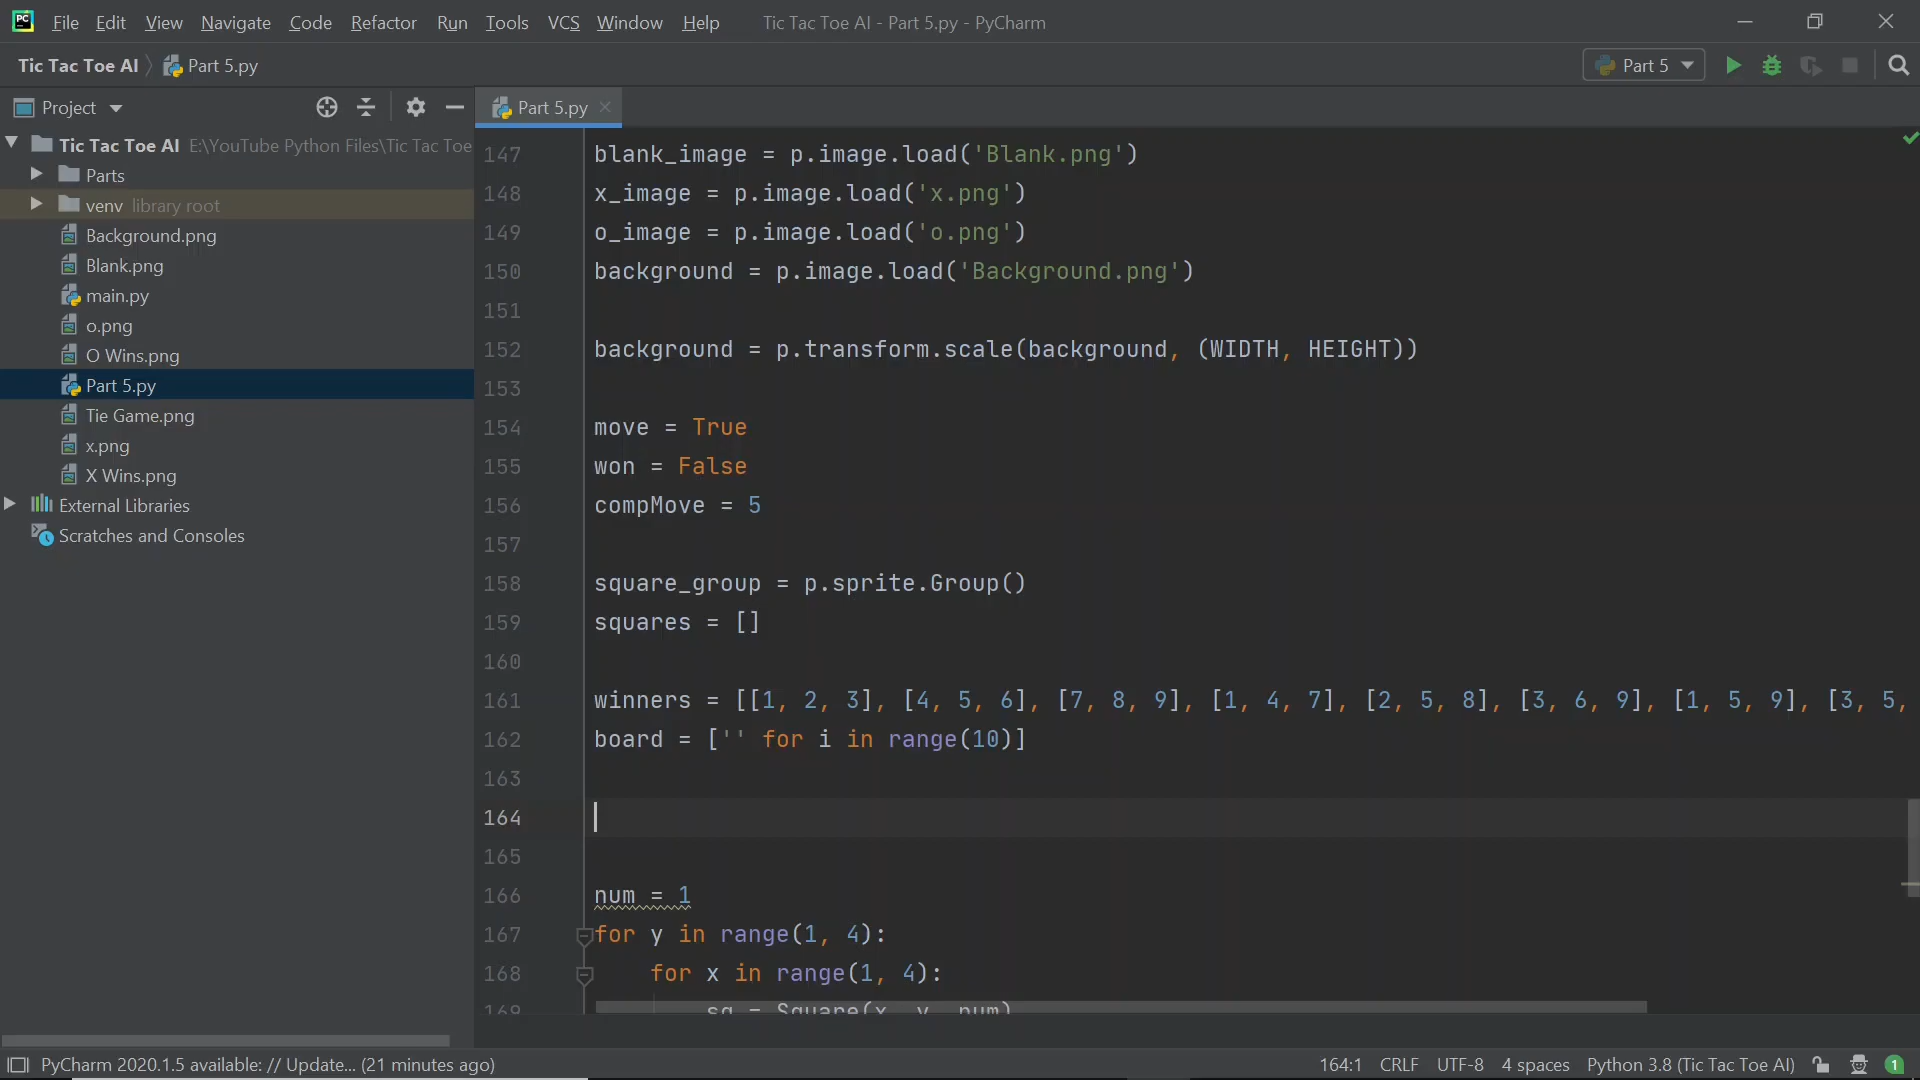 PC File Edit View Navigate Code Refactor Run Tools VCS Window Help Tic Tac Toe AI - Part 5.py - PyCharm
Tic Tac Toe AI Part 5.py Part 5
Project Part 5.py
Tic Tac Toe AI E:\YouTube Python Files\Tic Tac Toe
Parts
venv library root
Background.png
Blank.png
main.py
o.png
O Wins.png
Part 5.py
Tie Game.png
x.png
X Wins.png
External Libraries
Scratches and Consoles
147 blank_image = p.image.load('Blank.png')
148 x_image = p.image.load('x.png')
149 o_image = p.image.load('o.png')
150 background = p.image.load('Background.png')
151
152 background = p.transform.scale(background, (WIDTH, HEIGHT))
153
154 move = True
155 won = False
156 compMove = 5
157
158 square_group = p.sprite.Group()
159 squares = []
160
161 winners = [[1, 2, 3], [4, 5, 6], [7, 8, 9], [1, 4, 7], [2, 5, 8], [3, 6, 9], [1, 5, 9], [3, 5,
162 board = ['' for i in range(10)]
163
164
165
166 num = 1
167 for y in range(1, 4):
168     for x in range(1, 4):
169         sq = Square(x, y, num)
PyCharm 2020.1.5 available: // Update... (21 minutes ago) 164:1 CRLF UTF-8 4 spaces Python 3.8 (Tic Tac Toe AI) 1